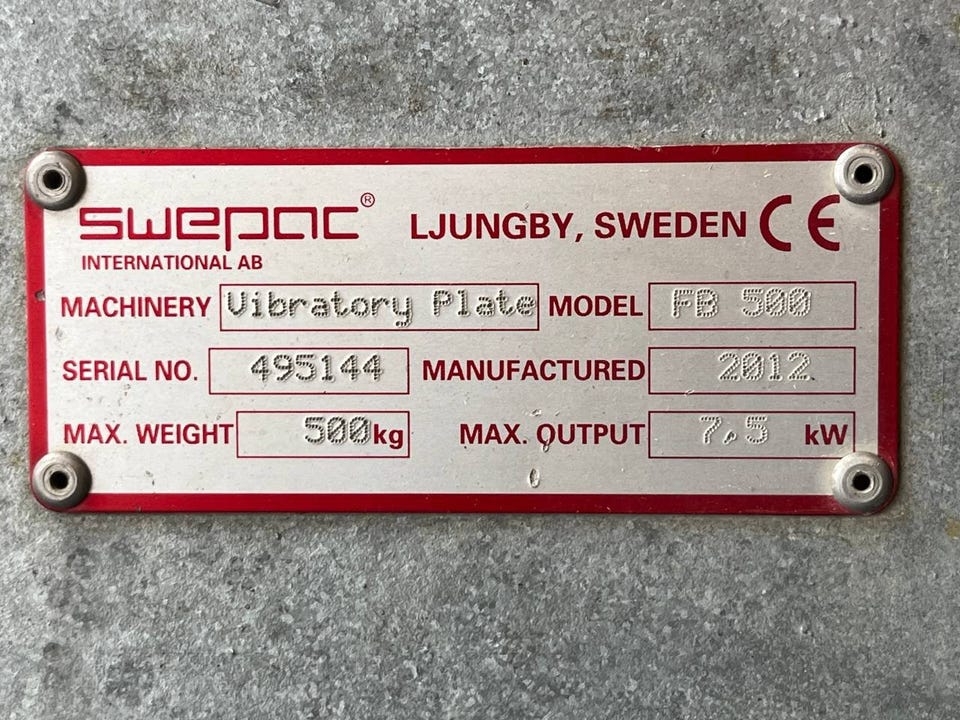 swepac® LJUNGBY, SWEDEN CE
INTERNATIONAL AB
MACHINERY Vibratory Plate MODEL FB 500
SERIAL NO. 495144 MANUFACTURED 2012
MAX. WEIGHT 500kg MAX. OUTPUT 7,5 kW